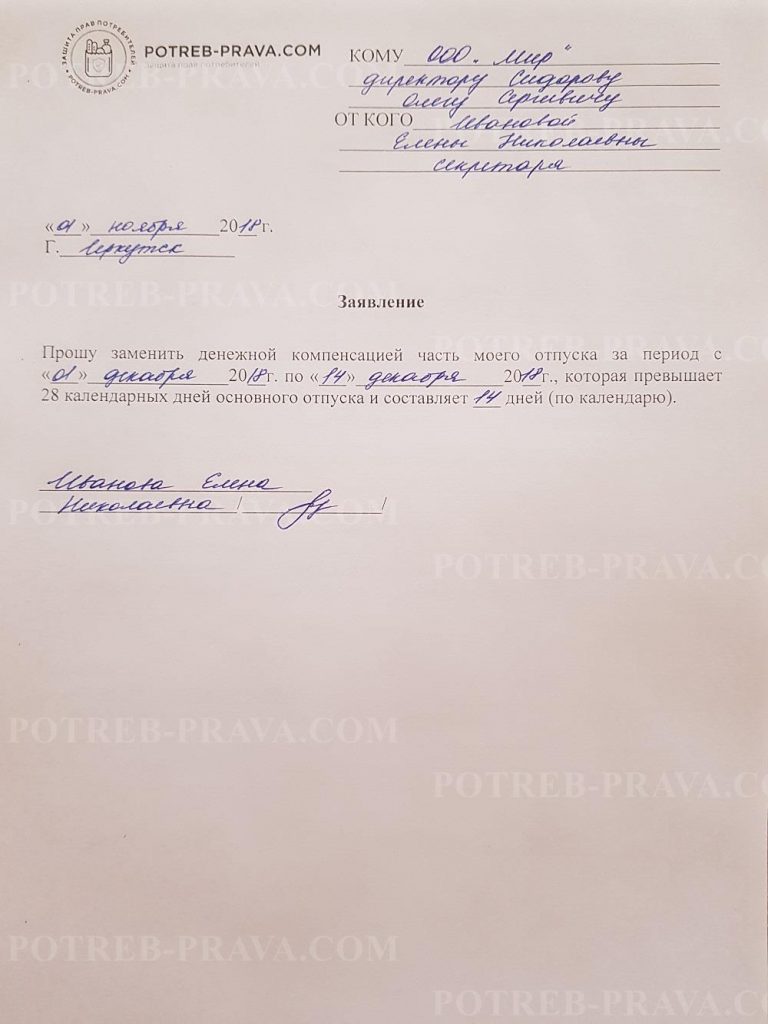 ЗАЩИТА ПРАВ ПОТРЕБИТЕЛЕЙ
POTREB-PRAVA.COM
POTREB-PRAVA.COM
защита прав потребителей
КОМУ ООО „Мир"
директору Сидорову
Олегу Сергеевичу
ОТ КОГО Ивановой
Елены Николаевны
секретаря
«01» ноября 2018г.
Г. Иркутск
Заявление
Прошу заменить денежной компенсацией часть моего отпуска за период с
«01» декабря 2018г. по «14» декабря 2018г., которая превышает
28 календарных дней основного отпуска и составляет 14 дней (по календарю).
Иванова Елена
Николаевна / /
POTREB-PRAVA.COM
POTREB-PRAVA.COM
POTREB-PRAVA.COM
POTREB-PRAVA.CO
POTREB-PRAVA.COM
POTREB-PRAVA.CO
POTREB-PRAVA.COM
POTREB-PRAVA.CO